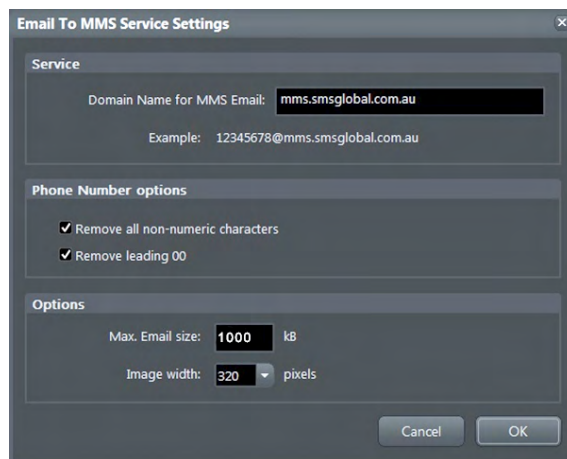 Email To MMS Service Settings
Service
Domain Name for MMS Email: mms.smsglobal.com.au
Example: 12345678@mms.smsglobal.com.au
Phone Number options
Remove all non-numeric characters
Remove leading 00
Options
Max. Email size: 1000 kB
Image width: 320 pixels
Cancel OK